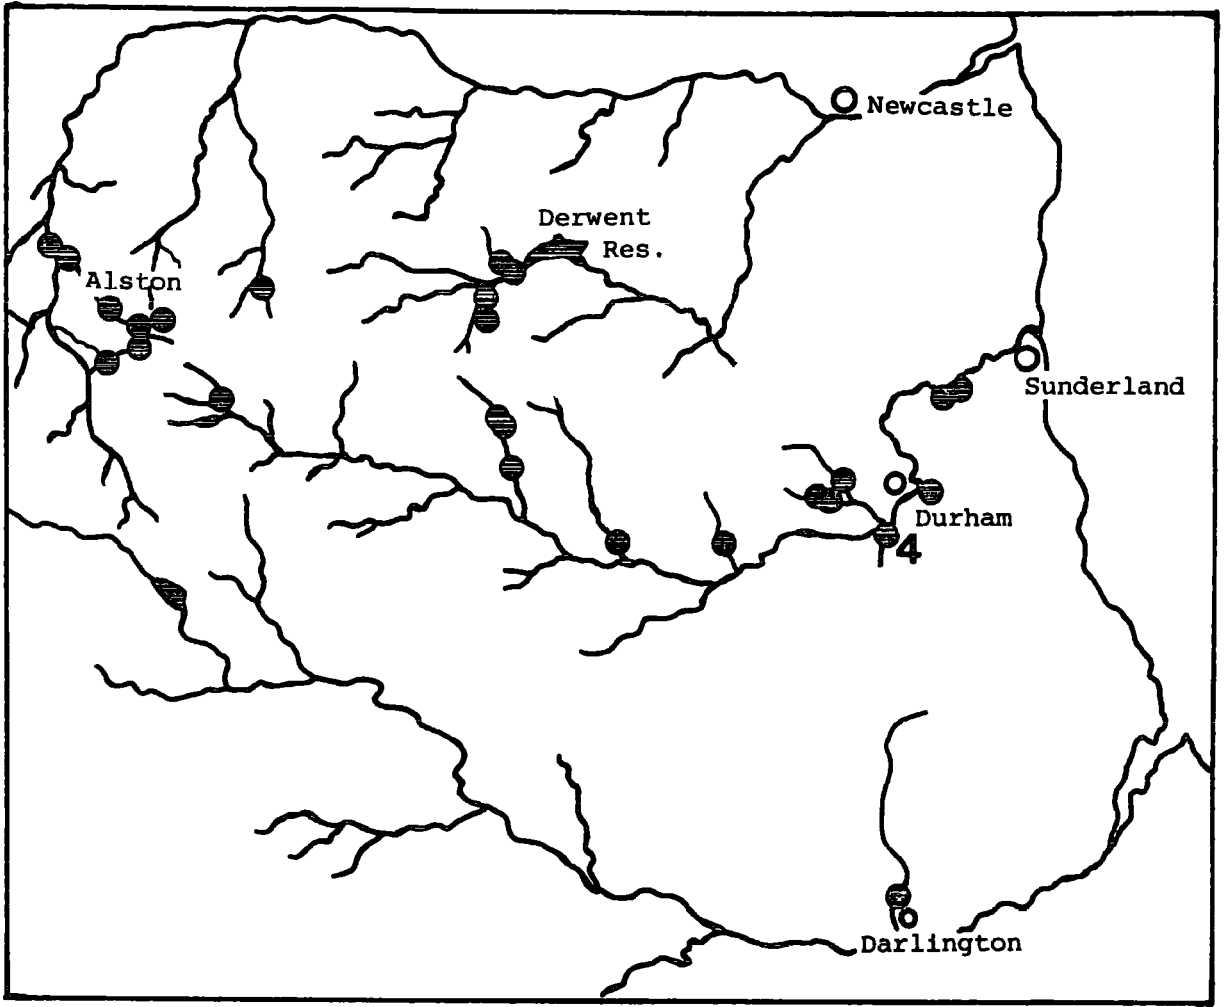 Newcastle
Derwent
Res.
Alston
Sunderland
Durham
4
Darlington